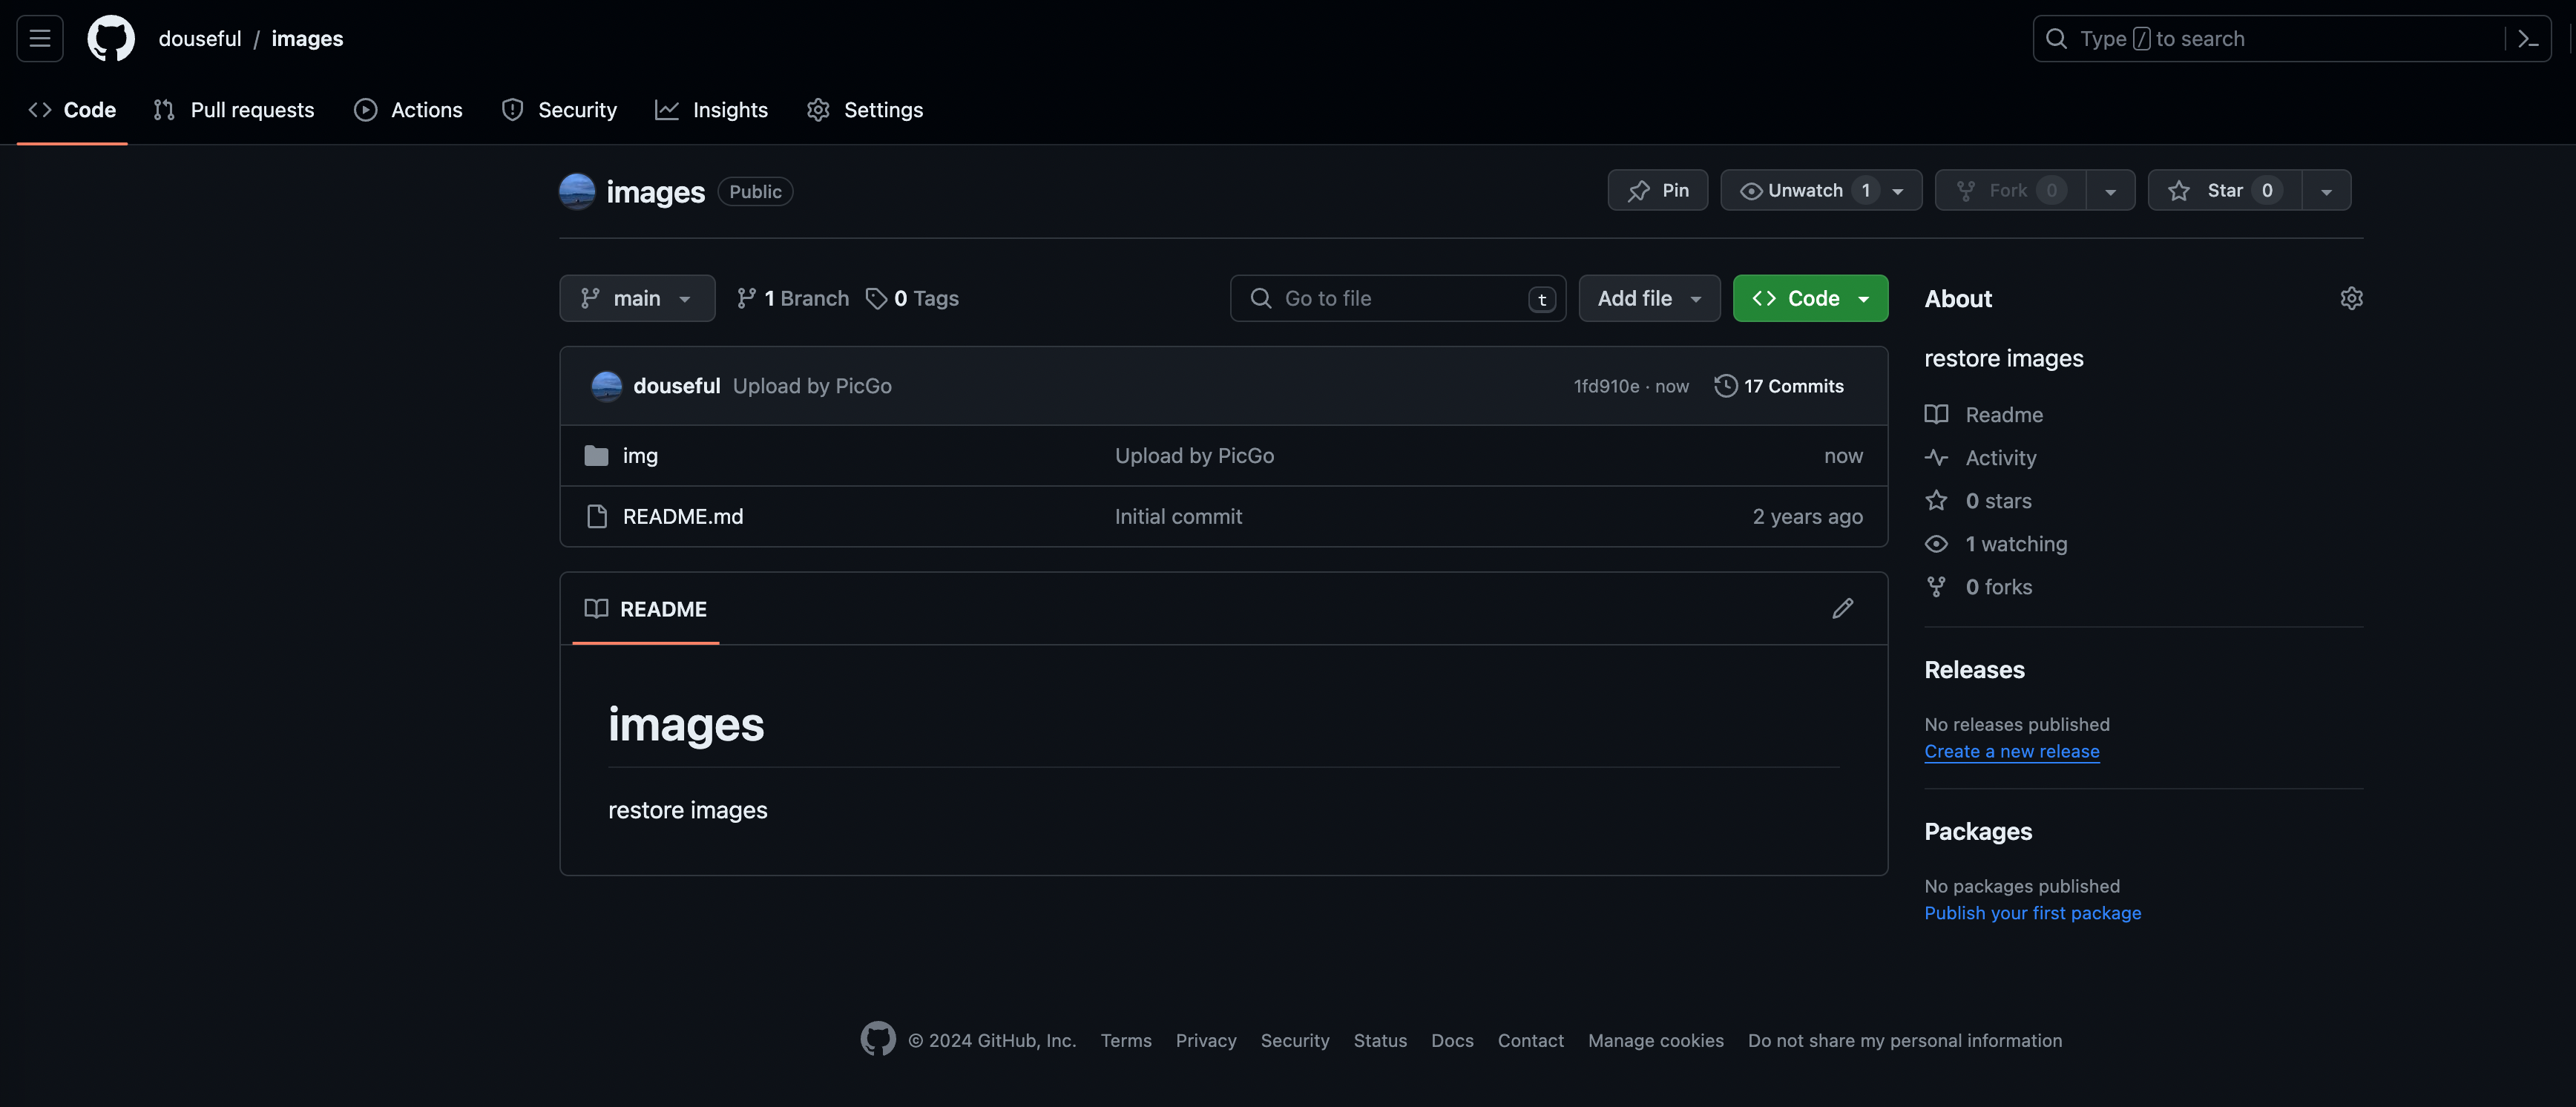 douseful / images
Type / to search
Code Pull requests Actions Security Insights Settings
images Public
Pin Unwatch 1 Fork 0 Star 0
main 1 Branch 0 Tags Go to file t Add file Code
douseful Upload by PicGo 1fd910e · now 17 Commits
img Upload by PicGo now
README.md Initial commit 2 years ago
README
images
restore images
About
restore images
Readme
Activity
0 stars
1 watching
0 forks
Releases
No releases published
Create a new release
Packages
No packages published
Publish your first package
© 2024 GitHub, Inc. Terms Privacy Security Status Docs Contact Manage cookies Do not share my personal information